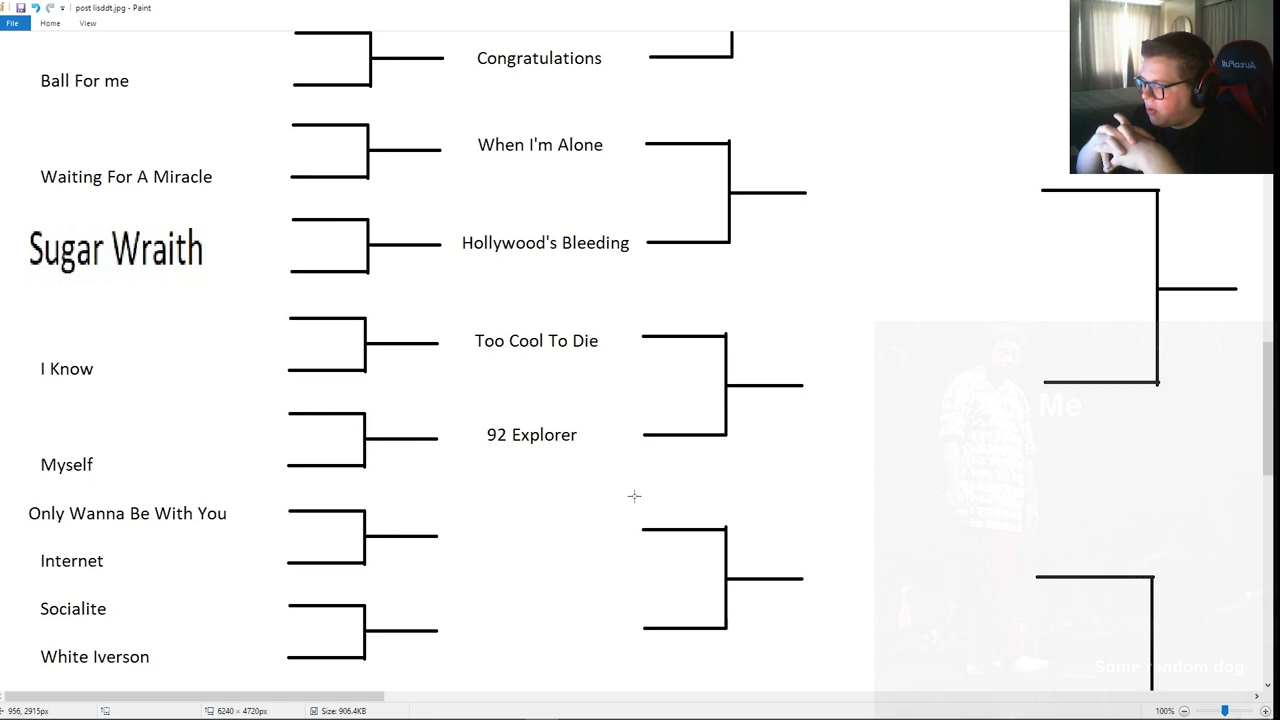 post lisddt.jpg - Paint
File Home View
Congratulations
Ball For me
When I'm Alone
Waiting For A Miracle
Sugar Wraith
Hollywood's Bleeding
Too Cool To Die
I Know
Me
92 Explorer
Myself
Only Wanna Be With You
Internet
Socialite
White Iverson
Some random dog
956, 2915px
6240 × 4720px
Size: 906.4KB
100%